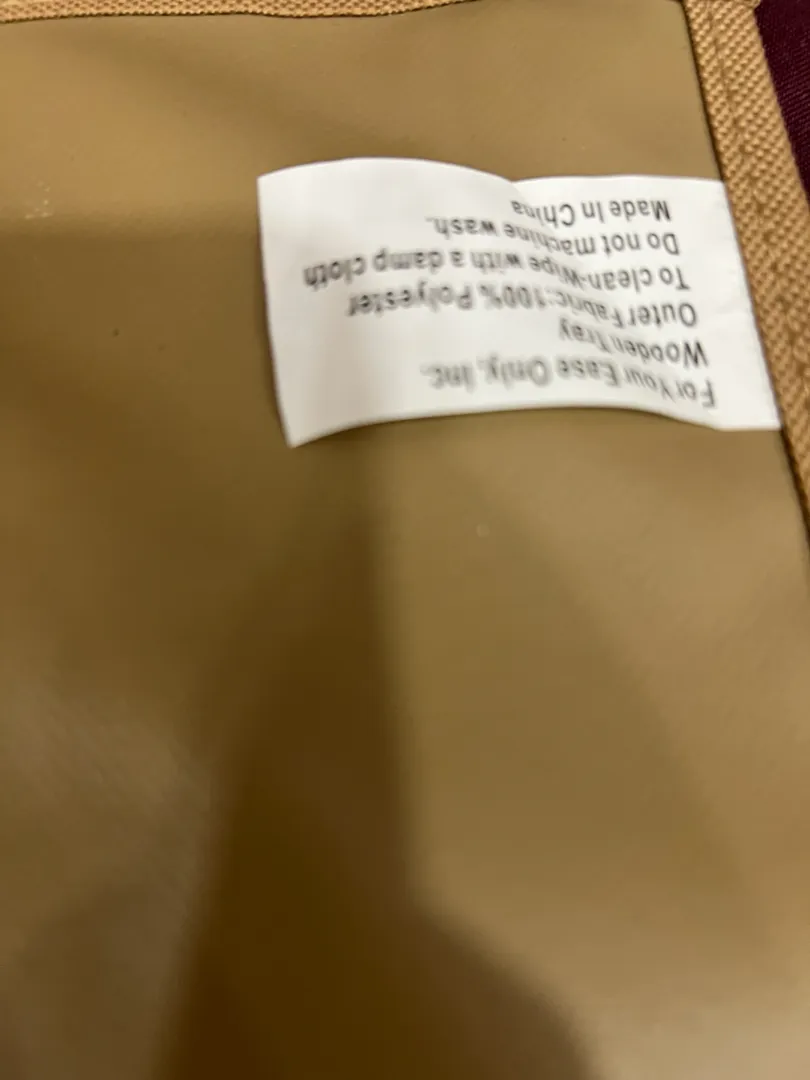 For Your Ease Only, Inc.
Wooden Tray
Outer Fabric:100% Polyester
To clean-Wipe with a damp cloth
Do not machine wash.
Made In China